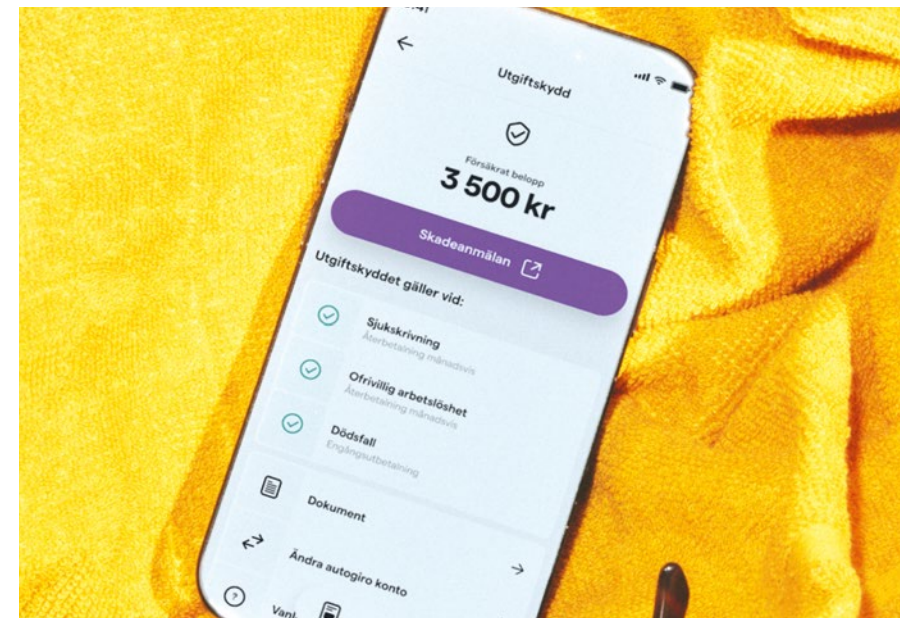 Utgiftskydd
Försäkrat belopp
3 500 kr
Skadeanmälan
Utgiftskyddet gäller vid:
Sjukskrivning
Återbetalning månadsvis
Ofrivillig arbetslöshet
Återbetalning månadsvis
Dödsfall
Engångsutbetalning
Dokument
Ändra autogiro konto